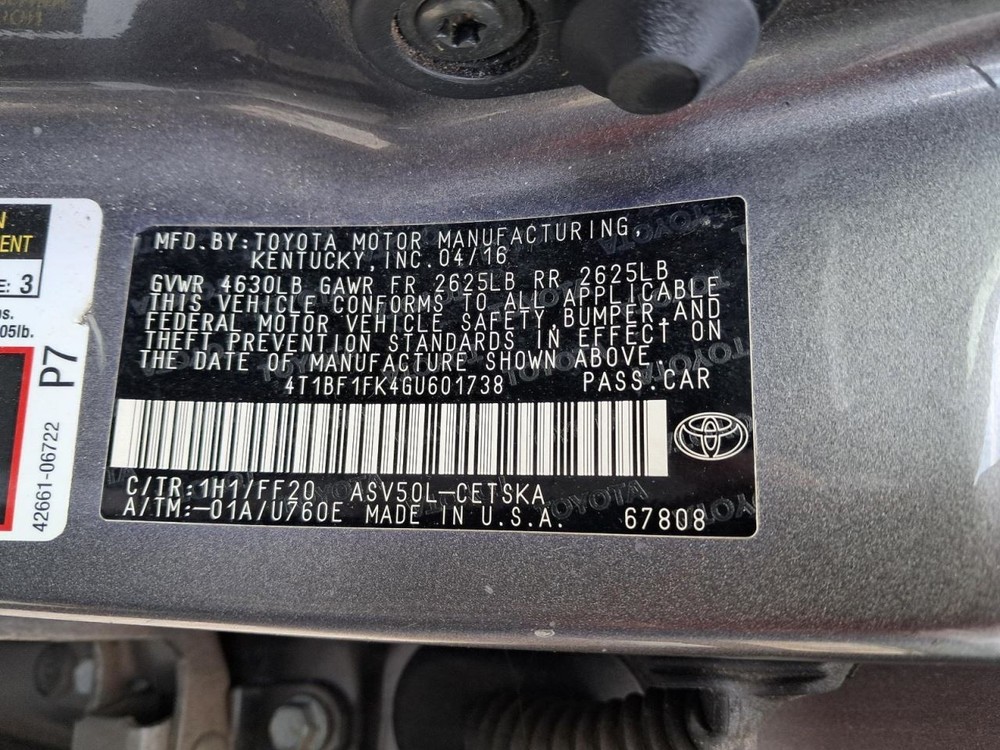 MFD.BY:TOYOTA MOTOR MANUFACTURING,
KENTUCKY,INC.04/16
GVWR 4630LB GAWR FR 2625LB RR 2625LB
THIS VEHICLE CONFORMS TO ALL APPLICABLE
FEDERAL MOTOR VEHICLE SAFETY,BUMPER,AND
THEFT PREVENTION STANDARDS IN EFFECT ON
THE DATE OF MANUFACTURE SHOWN ABOVE.
4T1BF1FK4GU601738 PASS.CAR
C/TR:1H1/FF20 ASV50L-CETSKA
A/TM:-01A/U760E MADE IN U.S.A. 67808
TOYOTA
3
05lb.
P7
42661-06722